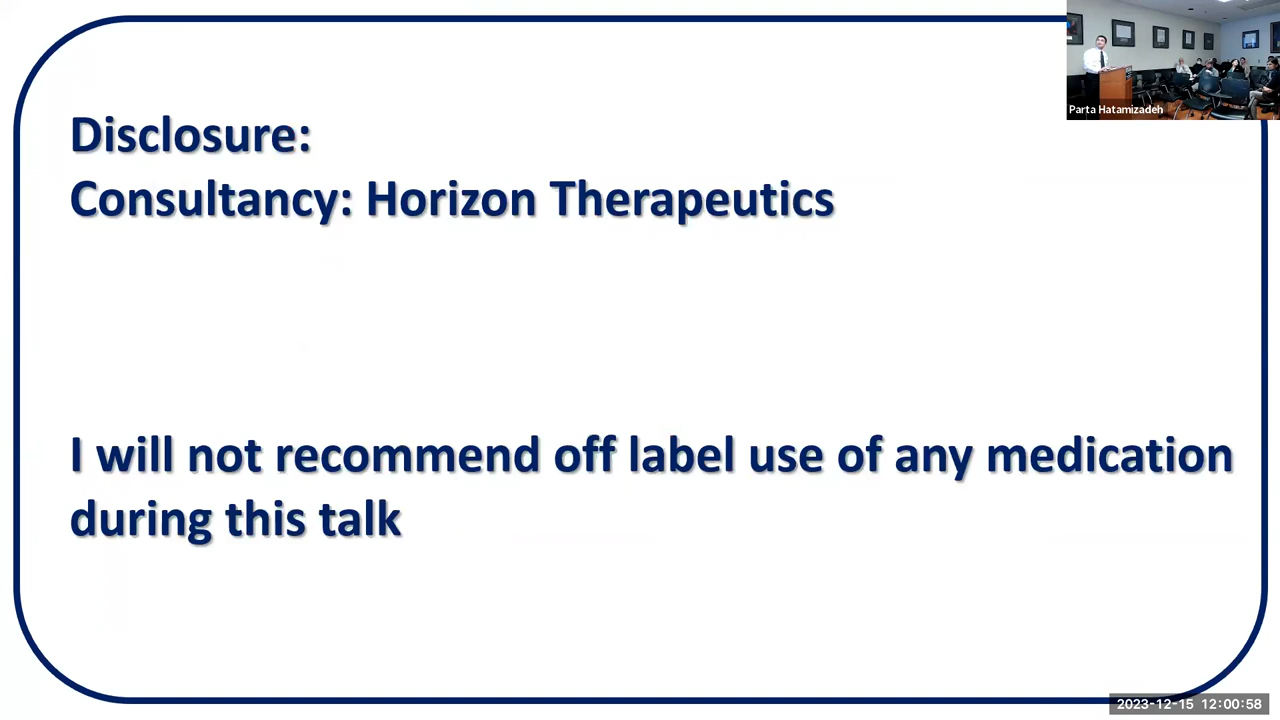 Parta Hatamizadeh
Disclosure:
Consultancy: Horizon Therapeutics
I will not recommend off label use of any medication
during this talk
2023-12-15 12:00:58